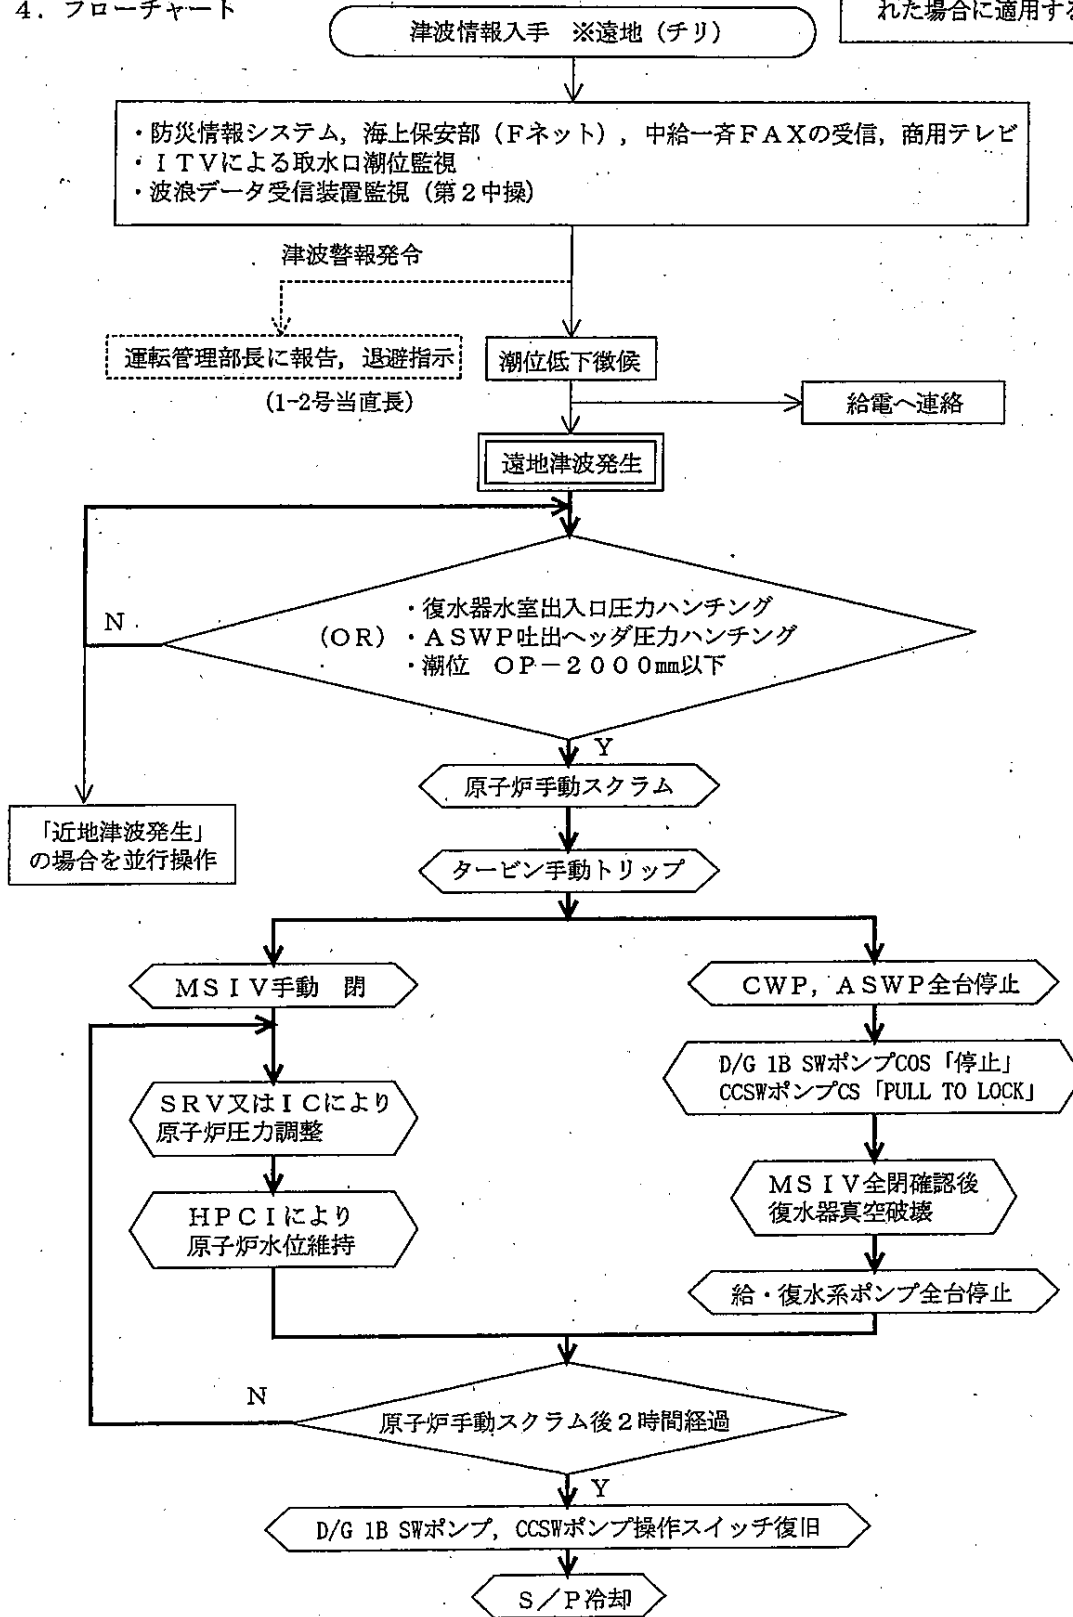 ４．フローチャート
津波情報入手　※遠地（チリ）
れた場合に適用する
・防災情報システム，海上保安部（Ｆネット），中給一斉ＦＡＸの受信，商用テレビ
・ＩＴＶによる取水口潮位監視
・波浪データ受信装置監視（第２中操）
津波警報発令
運転管理部長に報告，退避指示
(1-2号当直長)
潮位低下徴候
給電へ連絡
遠地津波発生
N
(ＯＲ)
・復水器水室出入口圧力ハンチング
・ＡＳＷＰ吐出ヘッダ圧力ハンチング
・潮位　ＯＰ－２０００㎜以下
Y
原子炉手動スクラム
「近地津波発生」
の場合を並行操作
タービン手動トリップ
ＭＳＩＶ手動　閉
ＣＷＰ，ＡＳＷＰ全台停止
ＳＲＶ又はＩＣにより
原子炉圧力調整
D/G 1B SWポンプCOS「停止」
CCSWポンプCS「PULL TO LOCK」
ＨＰＣＩにより
原子炉水位維持
ＭＳＩＶ全閉確認後
復水器真空破壊
給・復水系ポンプ全台停止
N
原子炉手動スクラム後２時間経過
Y
D/G 1B SWポンプ，CCSWポンプ操作スイッチ復旧
Ｓ／Ｐ冷却